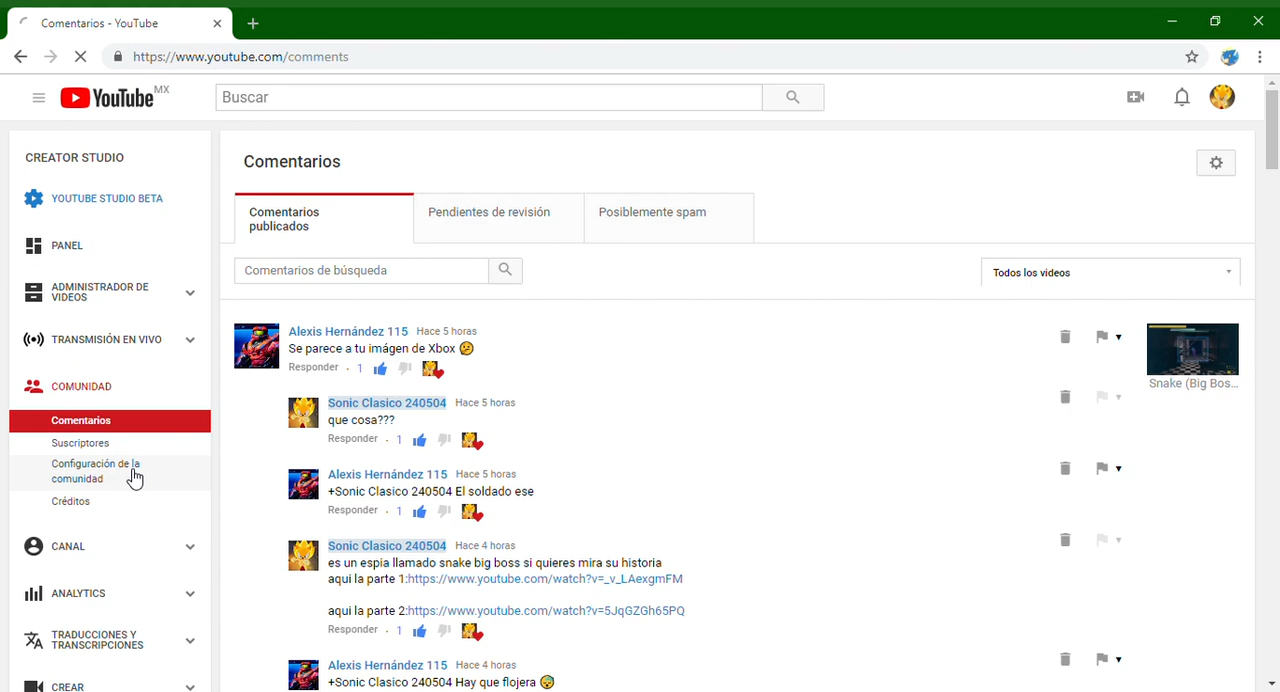 Comentarios - YouTube
https://www.youtube.com/comments
YouTube MX
Buscar
CREATOR STUDIO
YOUTUBE STUDIO BETA
PANEL
ADMINISTRADOR DE
VIDEOS
TRANSMISIÓN EN VIVO
COMUNIDAD
Comentarios
Suscriptores
Configuración de la
comunidad
Créditos
CANAL
ANALYTICS
TRADUCCIONES Y
TRANSCRIPCIONES
CREAR
Comentarios
Comentarios
publicados
Pendientes de revisión
Posiblemente spam
Comentarios de búsqueda
Todos los videos
Alexis Hernández 115 Hace 5 horas
Se parece a tu imágen de Xbox 😕
Responder · 1
Snake (Big Bos...
Sonic Clasico 240504 Hace 5 horas
que cosa???
Responder · 1
Alexis Hernández 115 Hace 5 horas
+Sonic Clasico 240504 El soldado ese
Responder · 1
Sonic Clasico 240504 Hace 4 horas
es un espia llamado snake big boss si quieres mira su historia
aqui la parte 1:https://www.youtube.com/watch?v=_v_LAexgmFM
aqui la parte 2:https://www.youtube.com/watch?v=5JqGZGh65PQ
Responder · 1
Alexis Hernández 115 Hace 4 horas
+Sonic Clasico 240504 Hay que flojera 😴